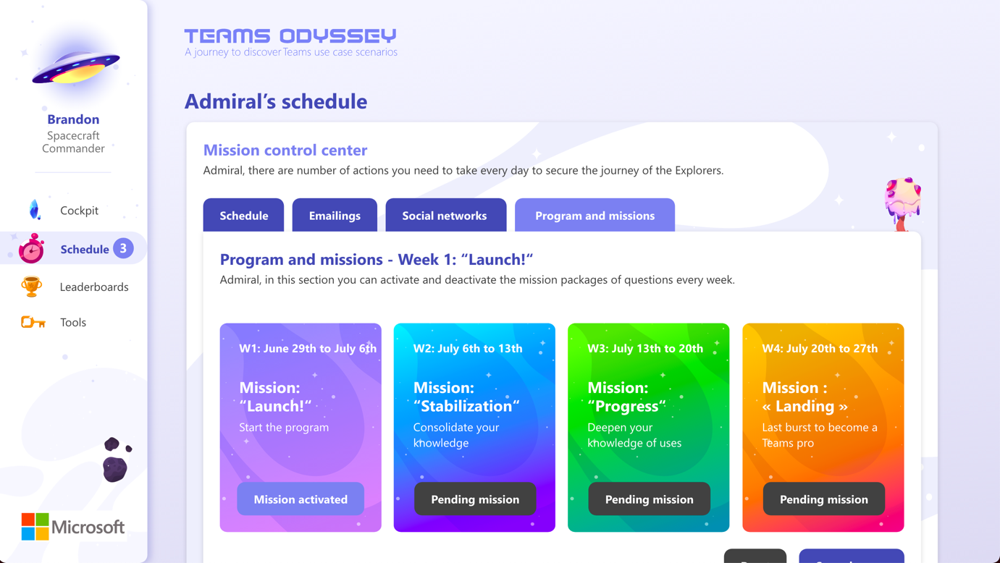 TEAMS ODYSSEY
A journey to discover Teams use case scenarios
Brandon
Spacecraft
Commander
Cockpit
Schedule 3
Leaderboards
Tools
Microsoft
Admiral’s schedule
Mission control center
Admiral, there are number of actions you need to take every day to secure the journey of the Explorers.
Schedule
Emailings
Social networks
Program and missions
Program and missions - Week 1: “Launch!“
Admiral, in this section you can activate and deactivate the mission packages of questions every week.
W1: June 29th to July 6th
Mission:
“Launch!“
Start the program
Mission activated
W2: July 6th to 13th
Mission:
“Stabilization“
Consolidate your
knowledge
Pending mission
W3: July 13th to 20th
Mission:
“Progress“
Deepen your
knowledge of uses
Pending mission
W4: July 20th to 27th
Mission :
« Landing »
Last burst to become a
Teams pro
Pending mission